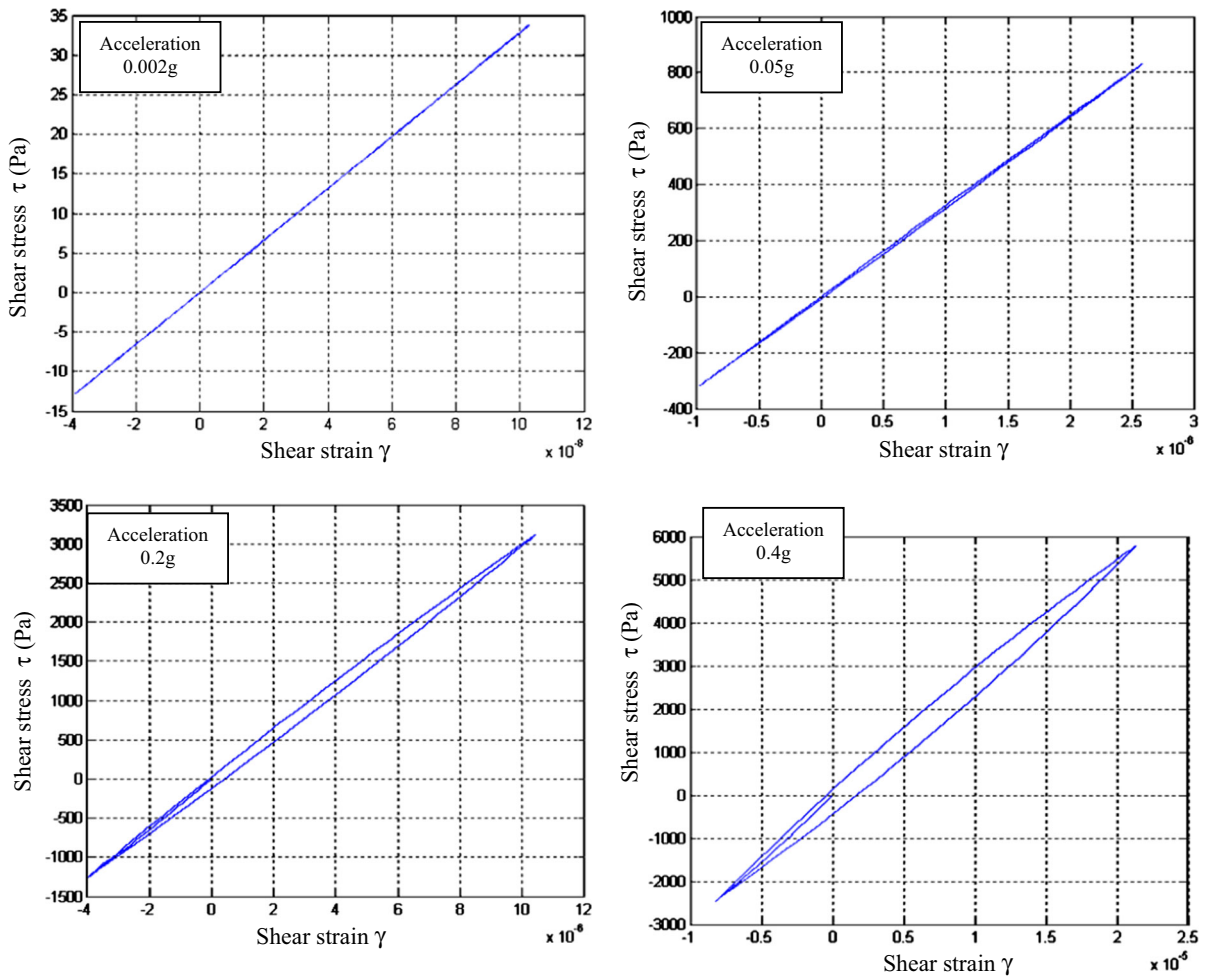 Acceleration
0.002g
35
30
25
20
15
10
5
0
-5
-10
-15
-4 -2 0 2 4 6 8 10 12
Shear stress τ (Pa)
Shear strain γ
x 10⁻⁸
Acceleration
0.05g
1000
800
600
400
200
0
-200
-400
-1 -0.5 0 0.5 1 1.5 2 2.5 3
Shear stress τ (Pa)
Shear strain γ
x 10⁻⁶
Acceleration
0.2g
3500
3000
2500
2000
1500
1000
500
0
-500
-1000
-1500
-4 -2 0 2 4 6 8 10 12
Shear stress τ (Pa)
Shear strain γ
x 10⁻⁶
Acceleration
0.4g
6000
5000
4000
3000
2000
1000
0
-1000
-2000
-3000
-1 -0.5 0 0.5 1 1.5 2 2.5
Shear stress τ (Pa)
Shear strain γ
x 10⁻⁵